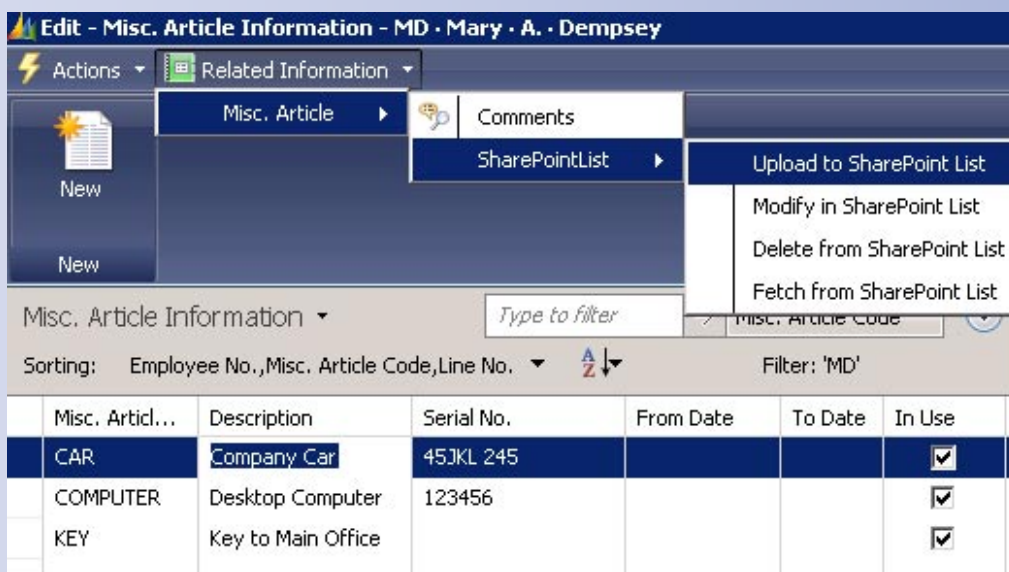 Edit - Misc. Article Information - MD · Mary · A. · Dempsey
Actions Related Information
Misc. Article Comments
SharePointList Upload to SharePoint List
New Modify in SharePoint List
Delete from SharePoint List
New Fetch from SharePoint List
Misc. Article Information Type to filter Misc. Article Code
Sorting: Employee No.,Misc. Article Code,Line No. A Z Filter: 'MD'
Misc. Articl... Description Serial No. From Date To Date In Use
CAR Company Car 45JKL 245
COMPUTER Desktop Computer 123456
KEY Key to Main Office